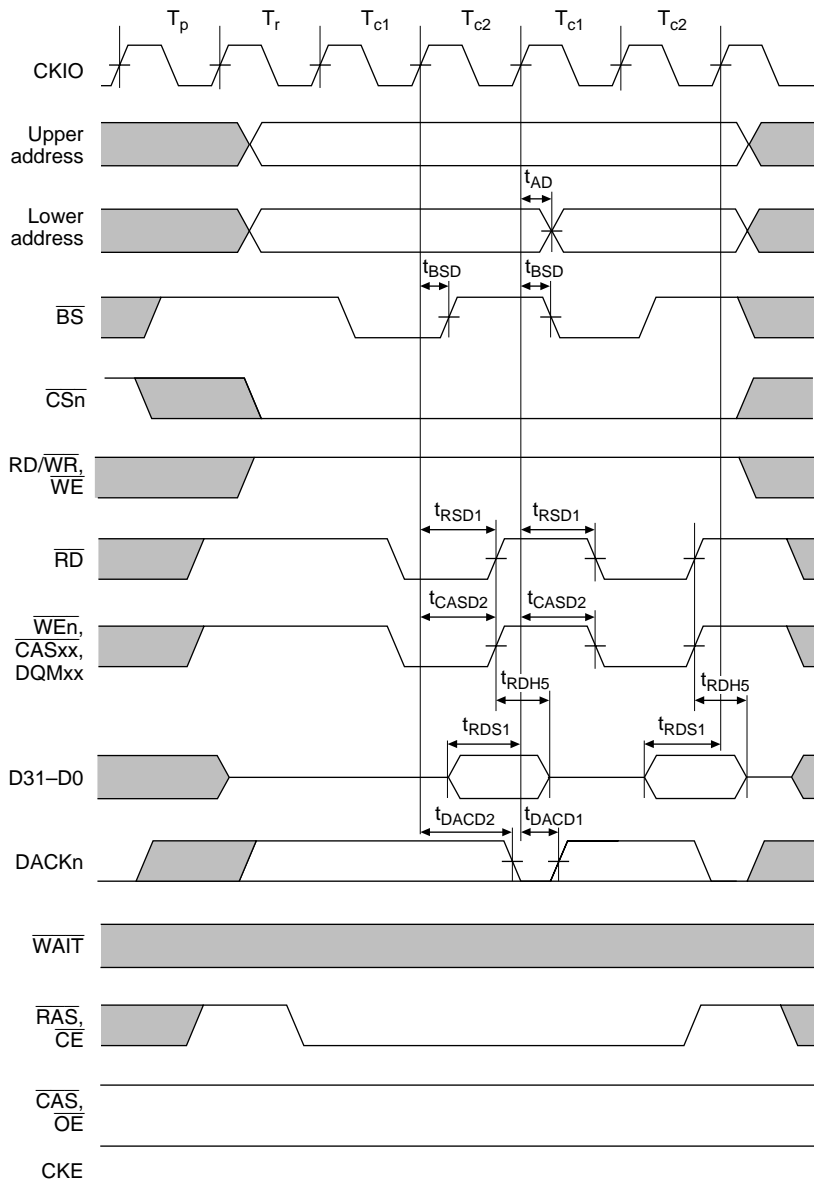 Tp Tr Tc1 Tc2 Tc1 Tc2
CKIO
Upper
address
tAD
Lower
address
tBSD tBSD
BS
CSn
RD/WR,
WE
tRSD1 tRSD1
RD
tCASD2 tCASD2
WEn,
CASxx,
DQMxx
tRDH5 tRDH5
tRDS1 tRDS1
D31–D0
tDACD2 tDACD1
DACKn
WAIT
RAS,
CE
CAS,
OE
CKE